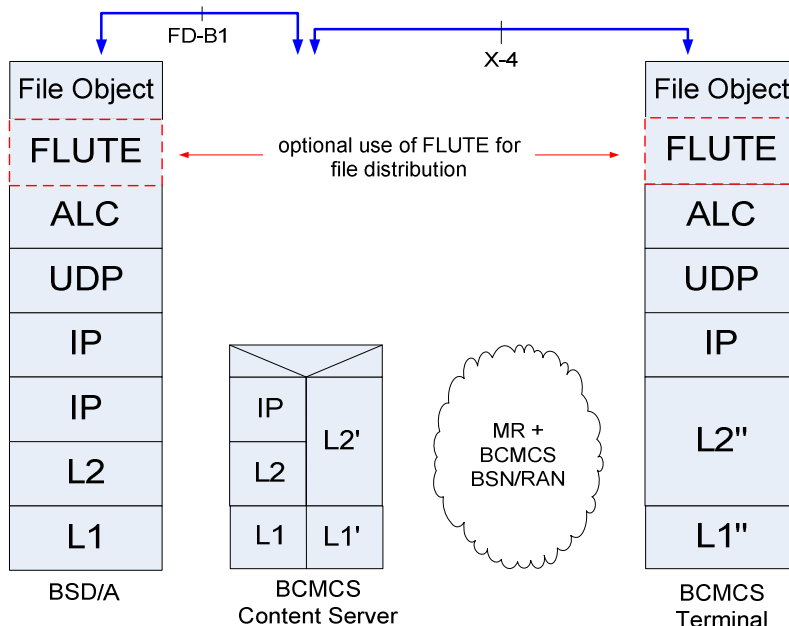 FD-B1
X-4
File Object
FLUTE
ALC
UDP
IP
IP
L2
L1
BSD/A
optional use of FLUTE for
file distribution
IP
L2
L1
L2'
L1'
BCMCS
Content Server
MR +
BCMCS
BSN/RAN
File Object
FLUTE
ALC
UDP
IP
L2"
L1"
BCMCS
Terminal